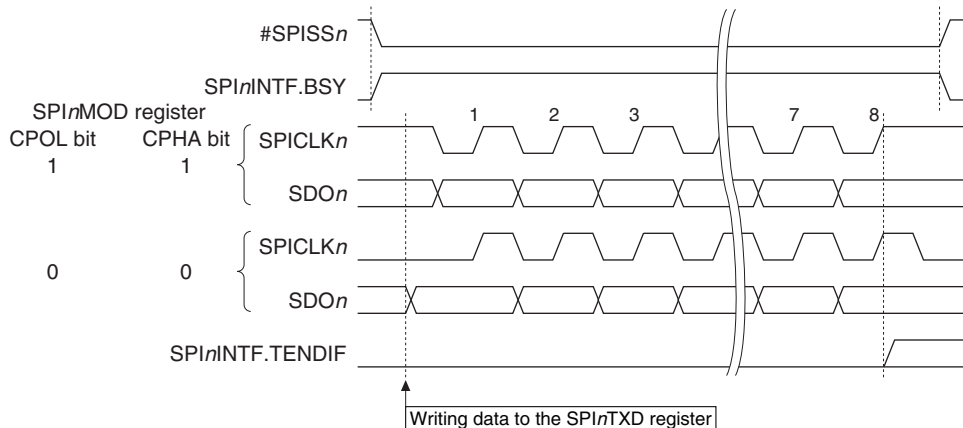 #SPISSn
SPInINTF.BSY
SPInMOD register
CPOL bit CPHA bit
1 1
SPICLKn 1 2 3 7 8
SDOn
SPICLKn
0 0
SDOn
SPInINTF.TENDIF
Writing data to the SPInTXD register